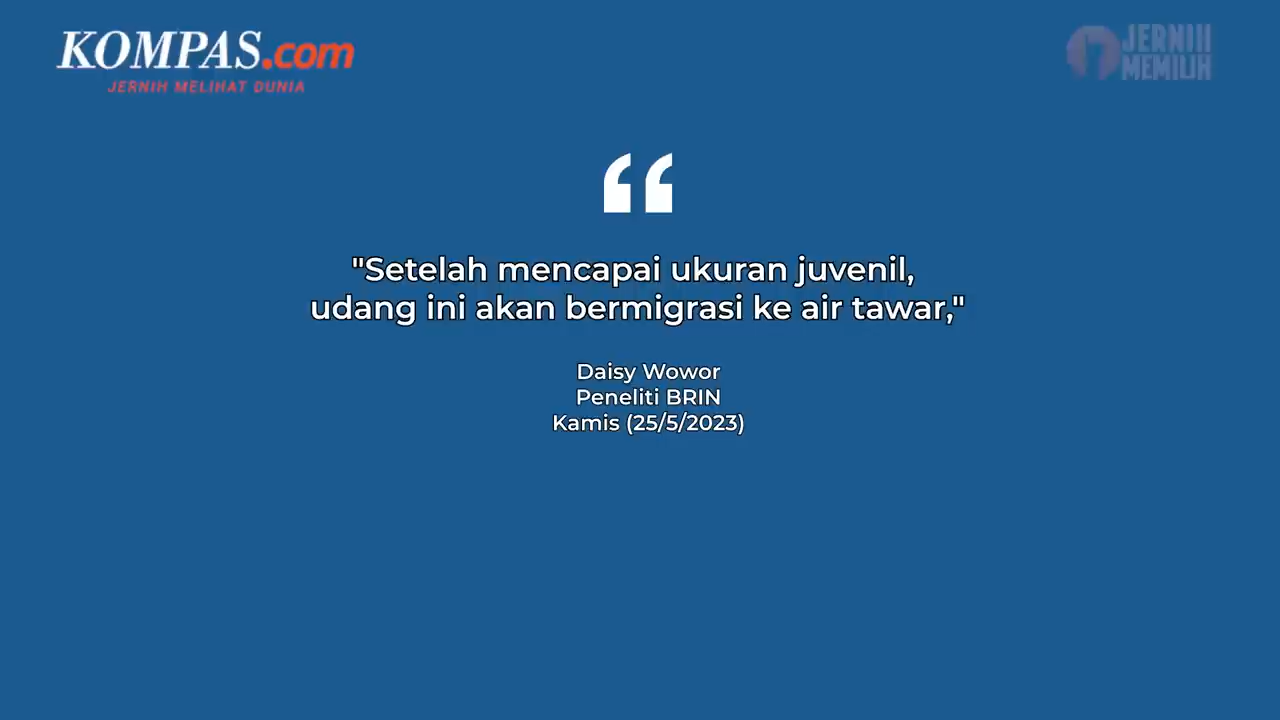 KOMPAS.com
JERNIH MELIHAT DUNIA
JERNIH
MEMILIH
"Setelah mencapai ukuran juvenil,
udang ini akan bermigrasi ke air tawar,"
Daisy Wowor
Peneliti BRIN
Kamis (25/5/2023)